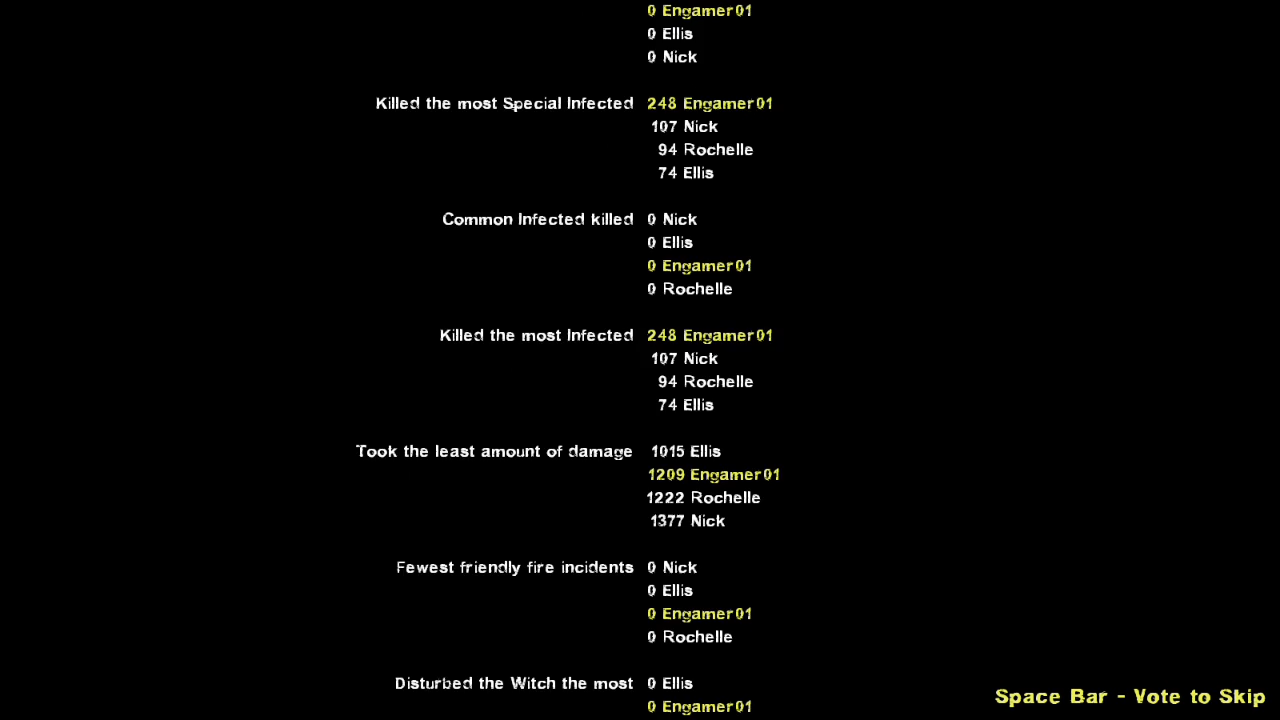 0 Engamer01
0 Ellis
0 Nick
Killed the most Special Infected 248 Engamer01
107 Nick
94 Rochelle
74 Ellis
Common Infected killed 0 Nick
0 Ellis
0 Engamer01
0 Rochelle
Killed the most Infected 248 Engamer01
107 Nick
94 Rochelle
74 Ellis
Took the least amount of damage 1015 Ellis
1209 Engamer01
1222 Rochelle
1377 Nick
Fewest friendly fire incidents 0 Nick
0 Ellis
0 Engamer01
0 Rochelle
Disturbed the Witch the most 0 Ellis
0 Engamer01
Space Bar - Vote to Skip